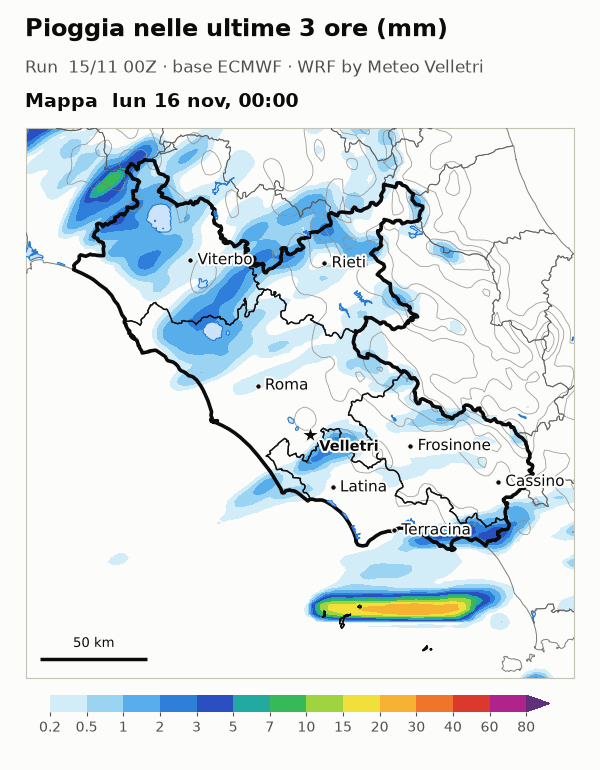 Pioggia nelle ultime 3 ore (mm)
Run  15/11 00Z · base ECMWF · WRF by Meteo Velletri
Mappa  lun 16 nov, 00:00
Viterbo
Rieti
Roma
Velletri
Frosinone
Latina
Cassino
Terracina
50 km
0.2 0.5 1 2 3 5 7 10 15 20 30 40 60 80